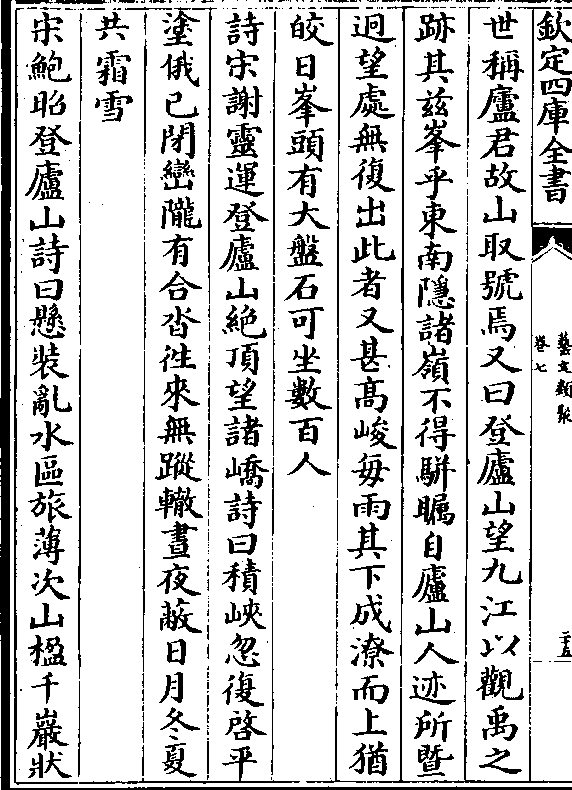 欽定四庫全書
藝文類聚
卷七
二五
世稱廬君故山取號焉又曰登廬山望九江以觀禹之
跡其兹峯乎東南隱諸嶺不得駢矚自廬山人迹所暨
迥望處無復出此者又甚髙峻每雨其下成潦而上猶
皎日峯頭有大盤石可坐數百人
詩宋謝靈運登廬山絶頂望諸嶠詩曰積峽忽復啓平
塗俄已閉巒隴有合沓徃來無蹤轍晝夜蔽日月冬夏
共霜雪
宋鮑昭登廬山詩曰懸裝亂水區旅薄次山楹千巖狀